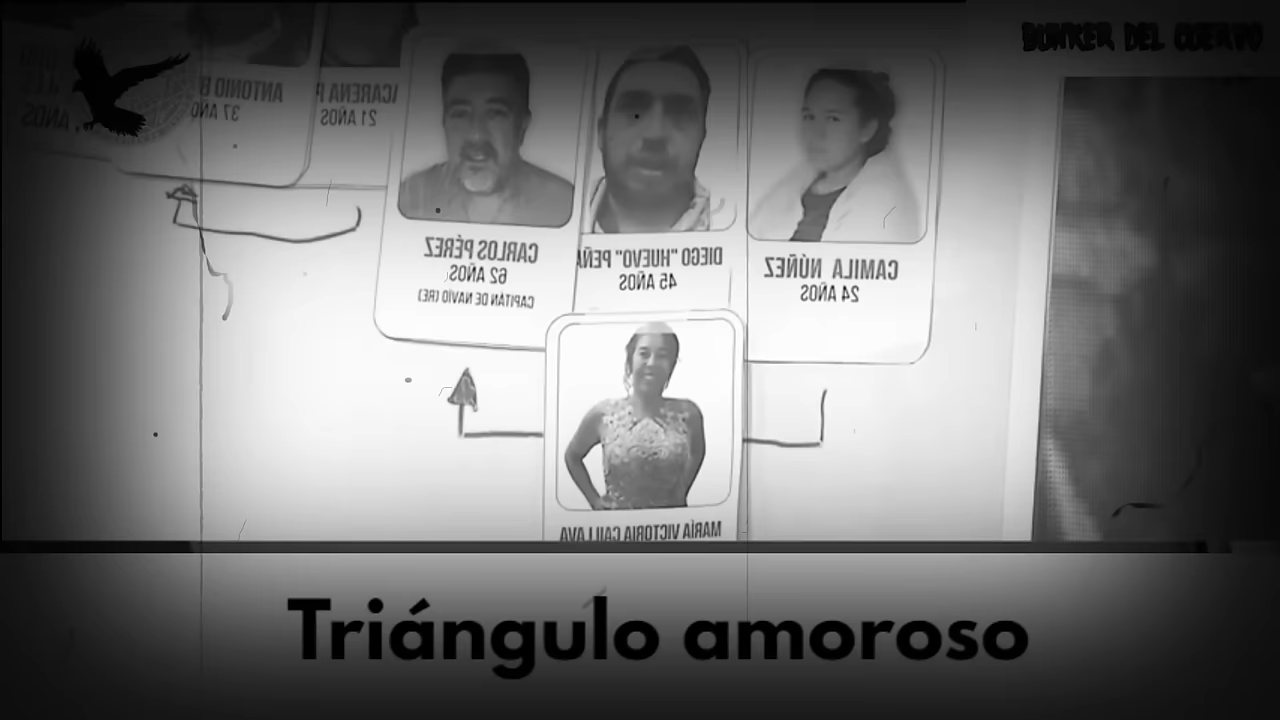 BUNKER DEL CUERVO
ANTONIO B
37 AÑO
21 AÑOS
AÑOS
CARLOS PÉREZ
62 AÑOS
CAPITÁN DE NAVÍO (RE)
DIEGO "HUEVO" PEÑA
45 AÑOS
CAMILA NÚÑEZ
24 AÑOS
MARÍA VICTORIA CAILLAVA
Triángulo amoroso